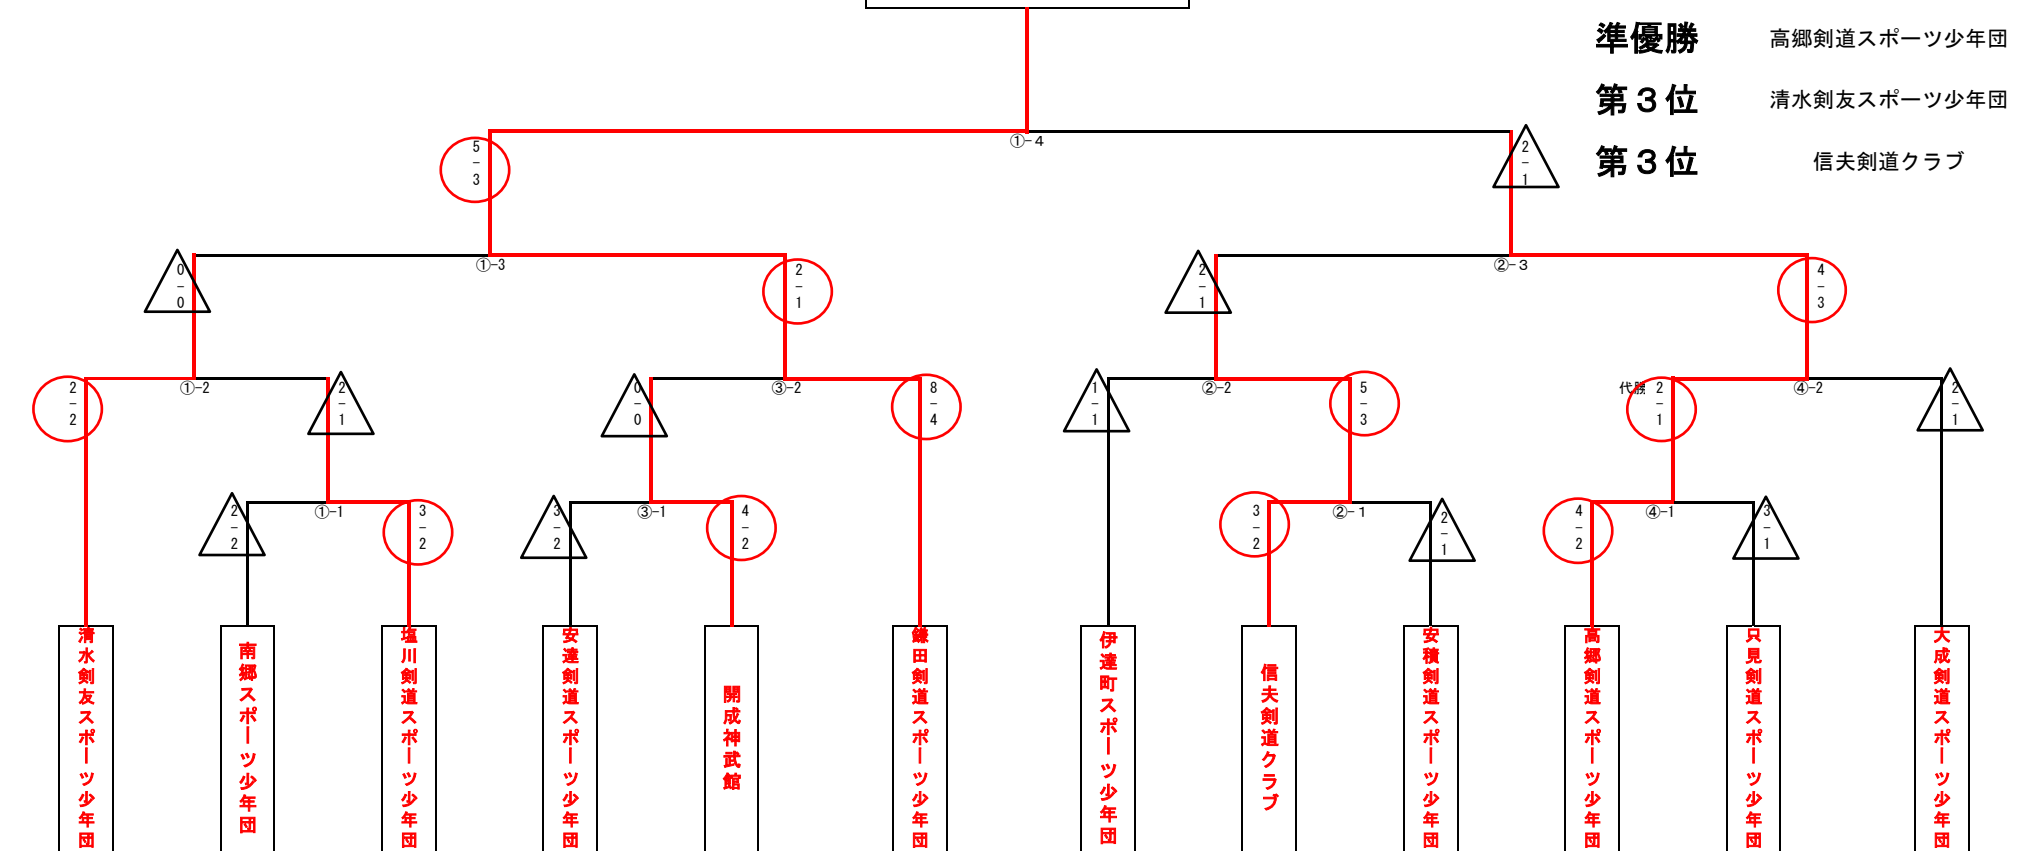 準優勝 高郷剣道スポーツ少年団
第３位 清水剣友スポーツ少年団
第３位 信夫剣道クラブ
①-４
5-3
2-1
①-3
②-３
0-0
2-1
2-1
4-3
①-2
③-2
②-2
④-2
2-2
2-1
0-0
8-4
1-1
5-3
代勝 2-1
2-1
①-1
③-1
②-１
④-1
2-2
3-2
3-2
4-2
3-2
2-1
4-2
3-1
清水剣友スポーツ少年団
南郷スポーツ少年団
塩川剣道スポーツ少年団
安達剣道スポーツ少年団
開成神武館
鎌田剣道スポーツ少年団
伊達町スポーツ少年団
信夫剣道クラブ
安積剣道スポーツ少年団
高郷剣道スポーツ少年団
只見剣道スポーツ少年団
大成剣道スポーツ少年団